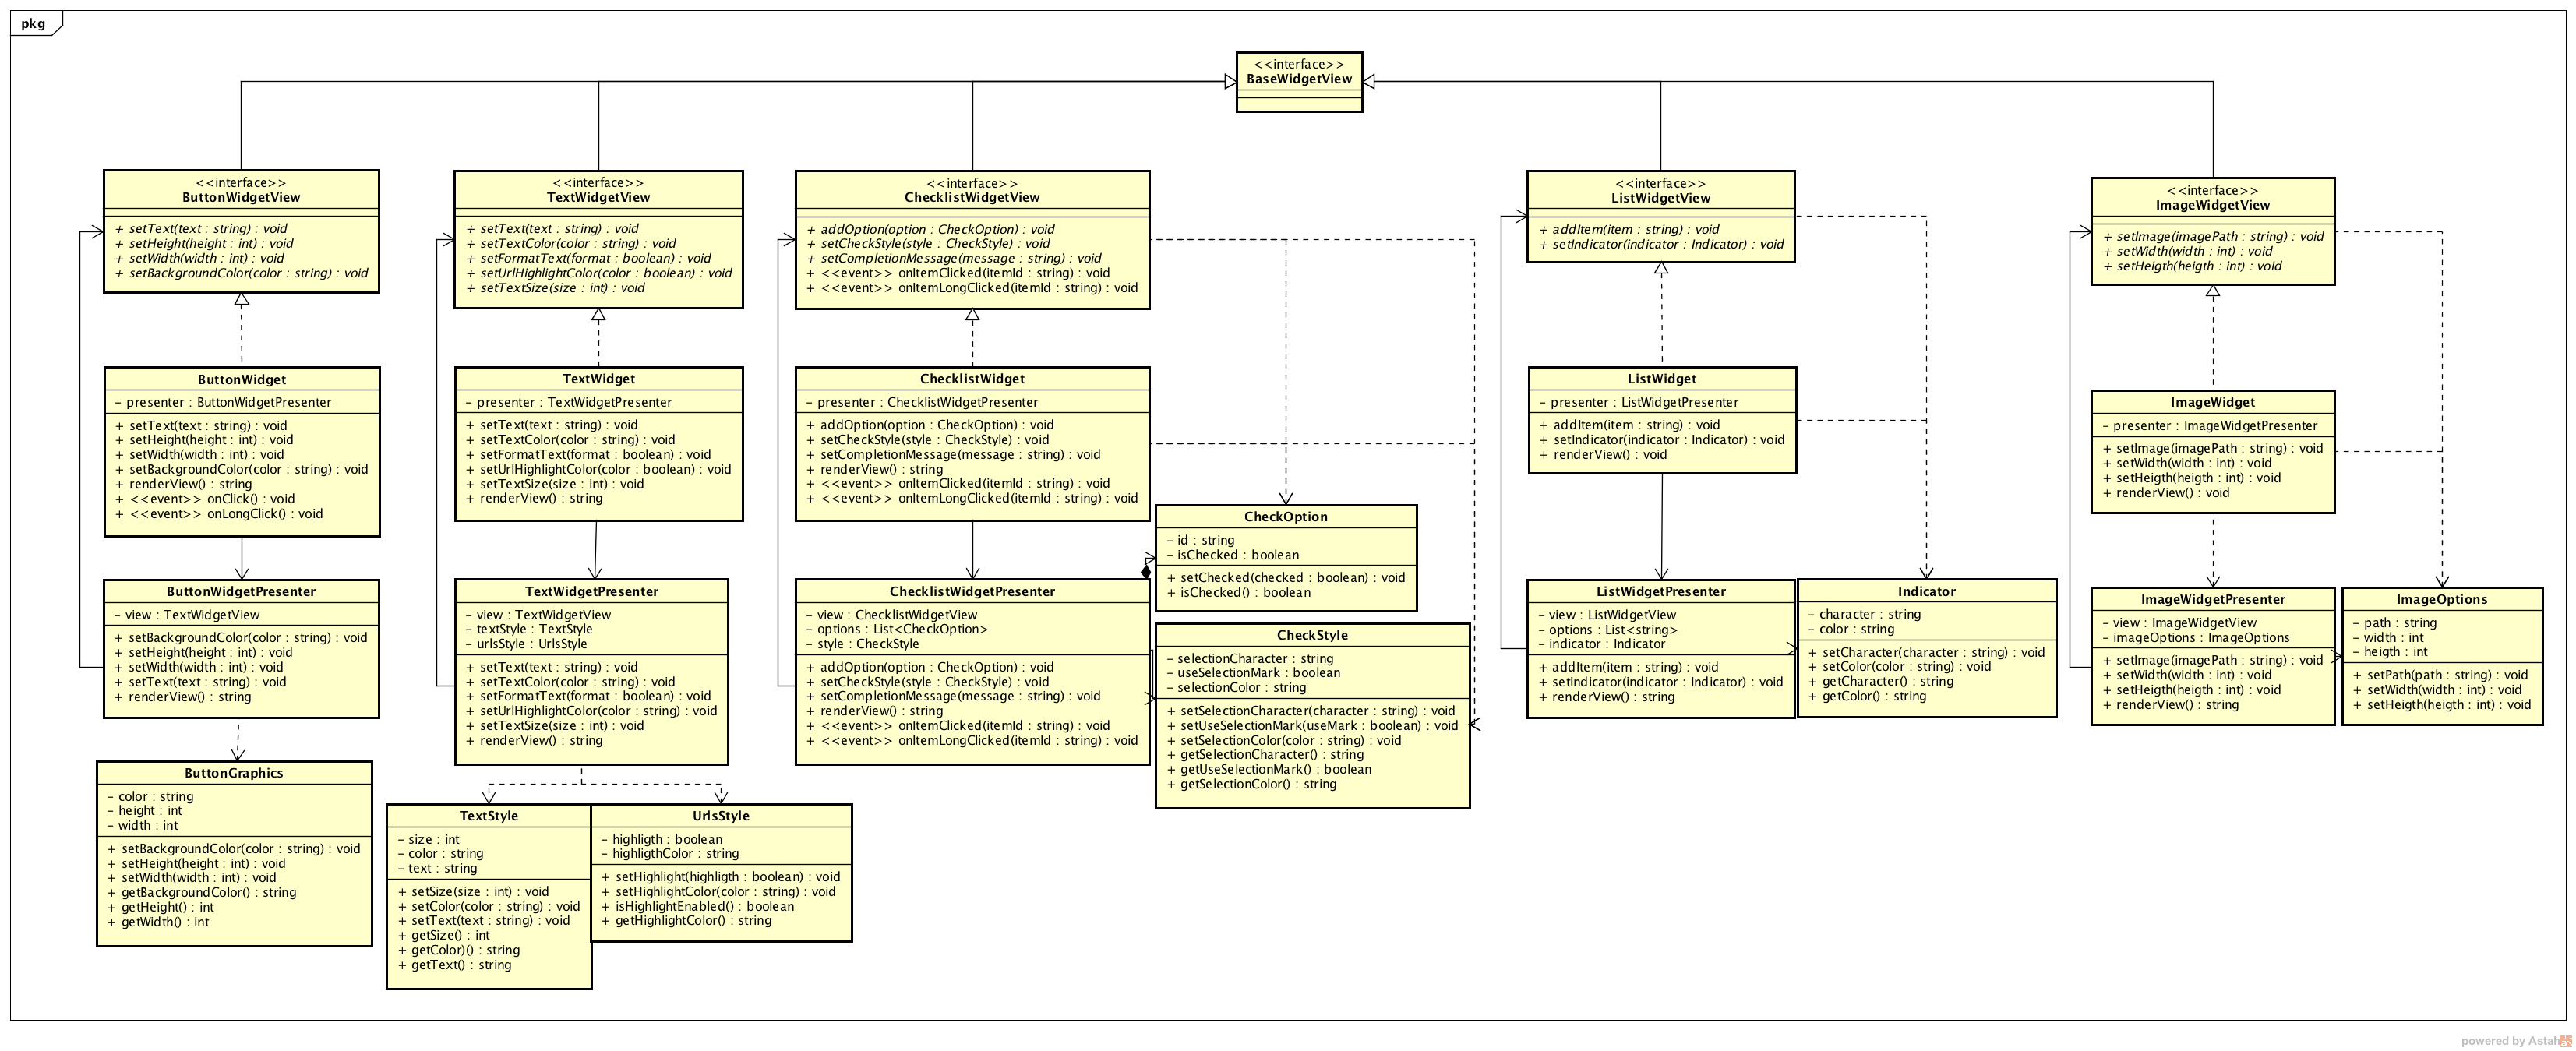 pkg
<<interface>>
BaseWidgetView
<<interface>>
ButtonWidgetView
+ setText(text : string) : void
+ setHeight(height : int) : void
+ setWidth(width : int) : void
+ setBackgroundColor(color : string) : void
<<interface>>
TextWidgetView
+ setText(text : string) : void
+ setTextColor(color : string) : void
+ setFormatText(format : boolean) : void
+ setUrlHighlightColor(color : boolean) : void
+ setTextSize(size : int) : void
<<interface>>
ChecklistWidgetView
+ addOption(option : CheckOption) : void
+ setCheckStyle(style : CheckStyle) : void
+ setCompletionMessage(message : string) : void
+ <<event>> onItemClicked(itemId : string) : void
+ <<event>> onItemLongClicked(itemId : string) : void
<<interface>>
ListWidgetView
+ addItem(item : string) : void
+ setIndicator(indicator : Indicator) : void
<<interface>>
ImageWidgetView
+ setImage(imagePath : string) : void
+ setWidth(width : int) : void
+ setHeigth(heigth : int) : void
ButtonWidget
- presenter : ButtonWidgetPresenter
+ setText(text : string) : void
+ setHeight(height : int) : void
+ setWidth(width : int) : void
+ setBackgroundColor(color : string) : void
+ renderView() : string
+ <<event>> onClick() : void
+ <<event>> onLongClick() : void
TextWidget
- presenter : TextWidgetPresenter
+ setText(text : string) : void
+ setTextColor(color : string) : void
+ setFormatText(format : boolean) : void
+ setUrlHighlightColor(color : boolean) : void
+ setTextSize(size : int) : void
+ renderView() : string
ChecklistWidget
- presenter : ChecklistWidgetPresenter
+ addOption(option : CheckOption) : void
+ setCheckStyle(style : CheckStyle) : void
+ setCompletionMessage(message : string) : void
+ renderView() : string
+ <<event>> onItemClicked(itemId : string) : void
+ <<event>> onItemLongClicked(itemId : string) : void
ListWidget
- presenter : ListWidgetPresenter
+ addItem(item : string) : void
+ setIndicator(indicator : Indicator) : void
+ renderView() : void
ImageWidget
- presenter : ImageWidgetPresenter
+ setImage(imagePath : string) : void
+ setWidth(width : int) : void
+ setHeigth(heigth : int) : void
+ renderView() : void
CheckOption
- id : string
- isChecked : boolean
+ setChecked(checked : boolean) : void
+ isChecked() : boolean
ButtonWidgetPresenter
- view : TextWidgetView
+ setBackgroundColor(color : string) : void
+ setHeight(height : int) : void
+ setWidth(width : int) : void
+ setText(text : string) : void
+ renderView() : string
TextWidgetPresenter
- view : TextWidgetView
- textStyle : TextStyle
- urlsStyle : UrlsStyle
+ setText(text : string) : void
+ setTextColor(color : string) : void
+ setFormatText(format : boolean) : void
+ setUrlHighlightColor(color : string) : void
+ setTextSize(size : int) : void
+ renderView() : string
ChecklistWidgetPresenter
- view : ChecklistWidgetView
- options : List<CheckOption>
- style : CheckStyle
+ addOption(option : CheckOption) : void
+ setCheckStyle(style : CheckStyle) : void
+ setCompletionMessage(message : string) : void
+ renderView() : string
+ <<event>> onItemClicked(itemId : string) : void
+ <<event>> onItemLongClicked(itemId : string) : void
CheckStyle
- selectionCharacter : string
- useSelectionMark : boolean
- selectionColor : string
+ setSelectionCharacter(character : string) : void
+ setUseSelectionMark(useMark : boolean) : void
+ setSelectionColor(color : string) : void
+ getSelectionCharacter() : string
+ getUseSelectionMark() : boolean
+ getSelectionColor() : string
ListWidgetPresenter
- view : ListWidgetView
- options : List<string>
- indicator : Indicator
+ addItem(item : string) : void
+ setIndicator(indicator : Indicator) : void
+ renderView() : string
Indicator
- character : string
- color : string
+ setCharacter(character : string) : void
+ setColor(color : string) : void
+ getCharacter() : string
+ getColor() : string
ImageWidgetPresenter
- view : ImageWidgetView
- imageOptions : ImageOptions
+ setImage(imagePath : string) : void
+ setWidth(width : int) : void
+ setHeigth(heigth : int) : void
+ renderView() : string
ImageOptions
- path : string
- width : int
- heigth : int
+ setPath(path : string) : void
+ setWidth(width : int) : void
+ setHeigth(heigth : int) : void
ButtonGraphics
- color : string
- height : int
- width : int
+ setBackgroundColor(color : string) : void
+ setHeight(height : int) : void
+ setWidth(width : int) : void
+ getBackgroundColor() : string
+ getHeight() : int
+ getWidth() : int
TextStyle
- size : int
- color : string
- text : string
+ setSize(size : int) : void
+ setColor(color : string) : void
+ setText(text : string) : void
+ getSize() : int
+ getColor)() : string
+ getText() : string
UrlsStyle
- highligth : boolean
- highligthColor : string
+ setHighlight(highligth : boolean) : void
+ setHighlightColor(color : string) : void
+ isHighlightEnabled() : boolean
+ getHighlightColor() : string
powered by Astah